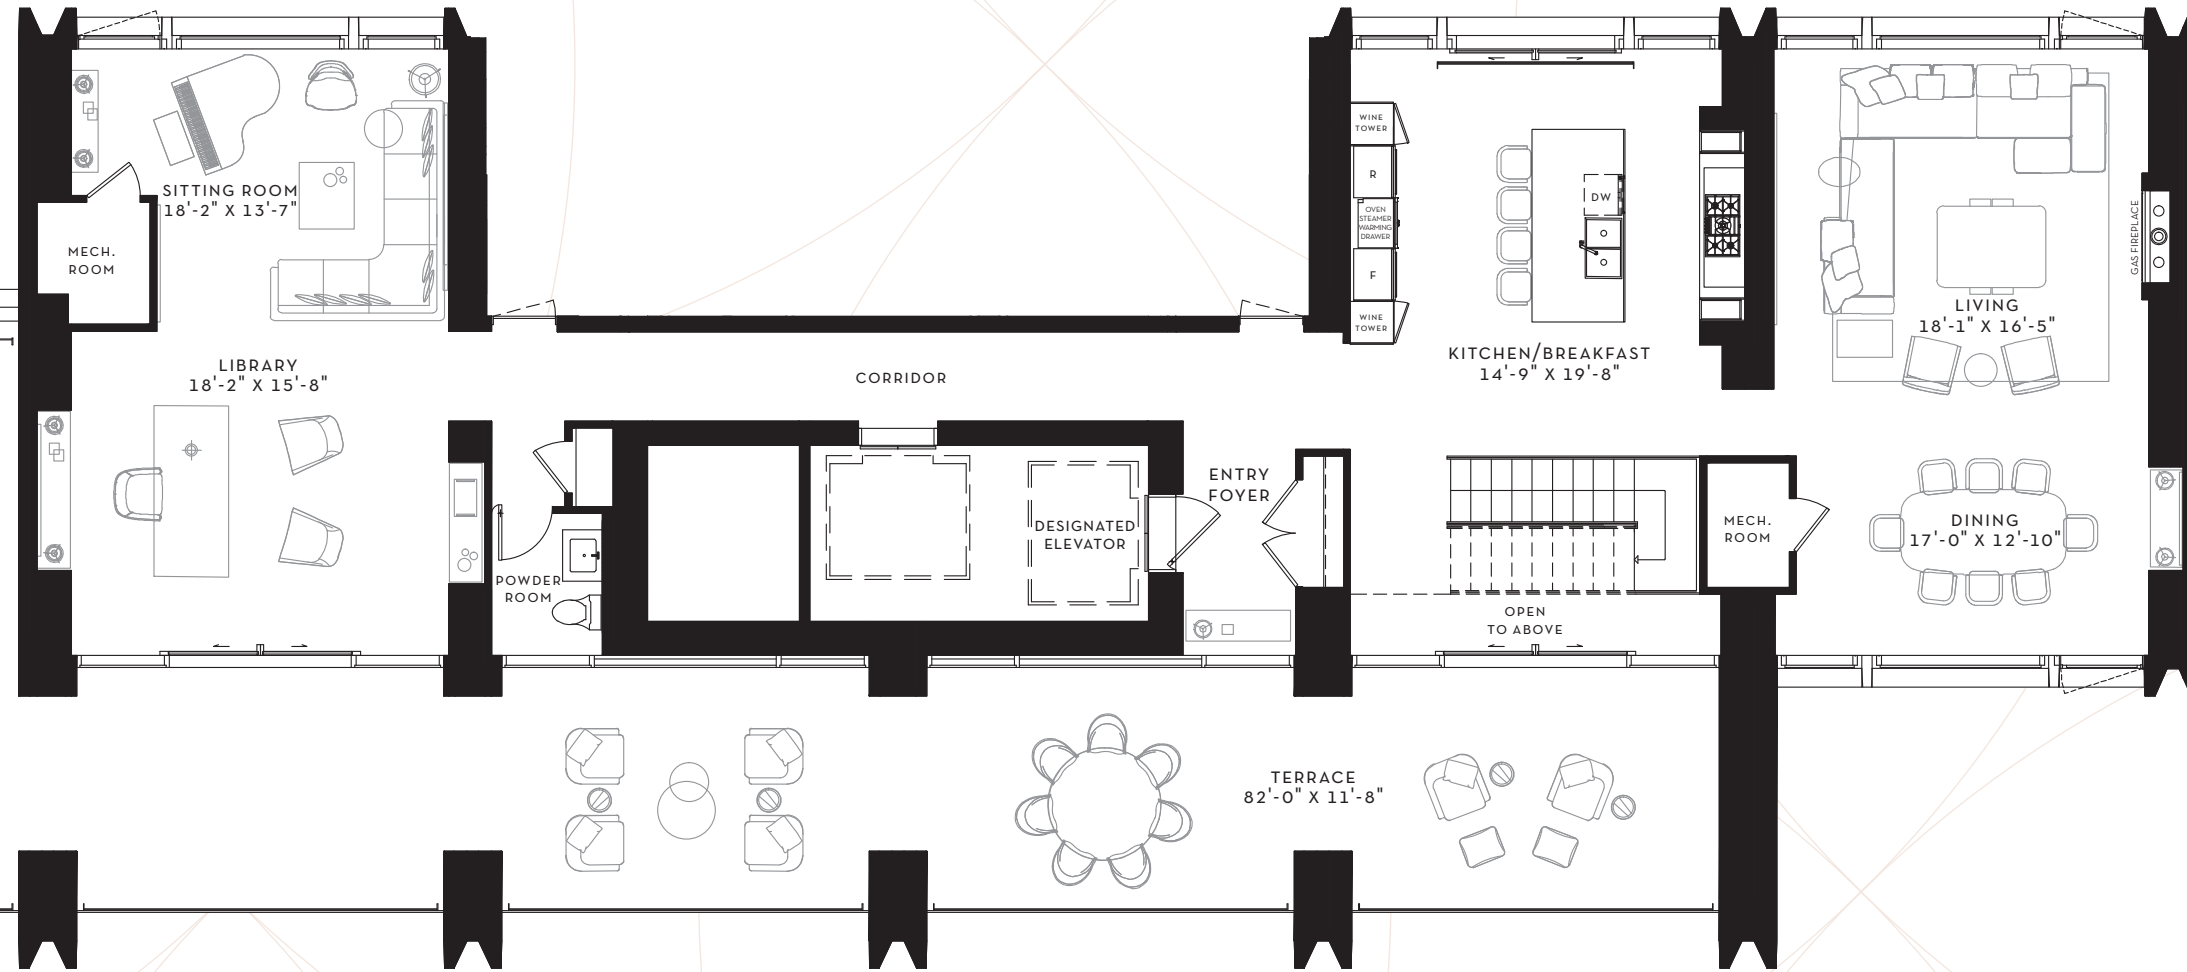 SITTING ROOM
18'-2" X 13'-7"
MECH.
ROOM
LIBRARY
18'-2" X 15'-8"
CORRIDOR
POWDER
ROOM
DESIGNATED
ELEVATOR
ENTRY
FOYER
WINE
TOWER
R
OVEN
STEAMER
WARMING
DRAWER
F
WINE
TOWER
DW
KITCHEN/BREAKFAST
14'-9" X 19'-8"
LIVING
18'-1" X 16'-5"
GAS FIREPLACE
MECH.
ROOM
DINING
17'-0" X 12'-10"
OPEN
TO ABOVE
TERRACE
82'-0" X 11'-8"